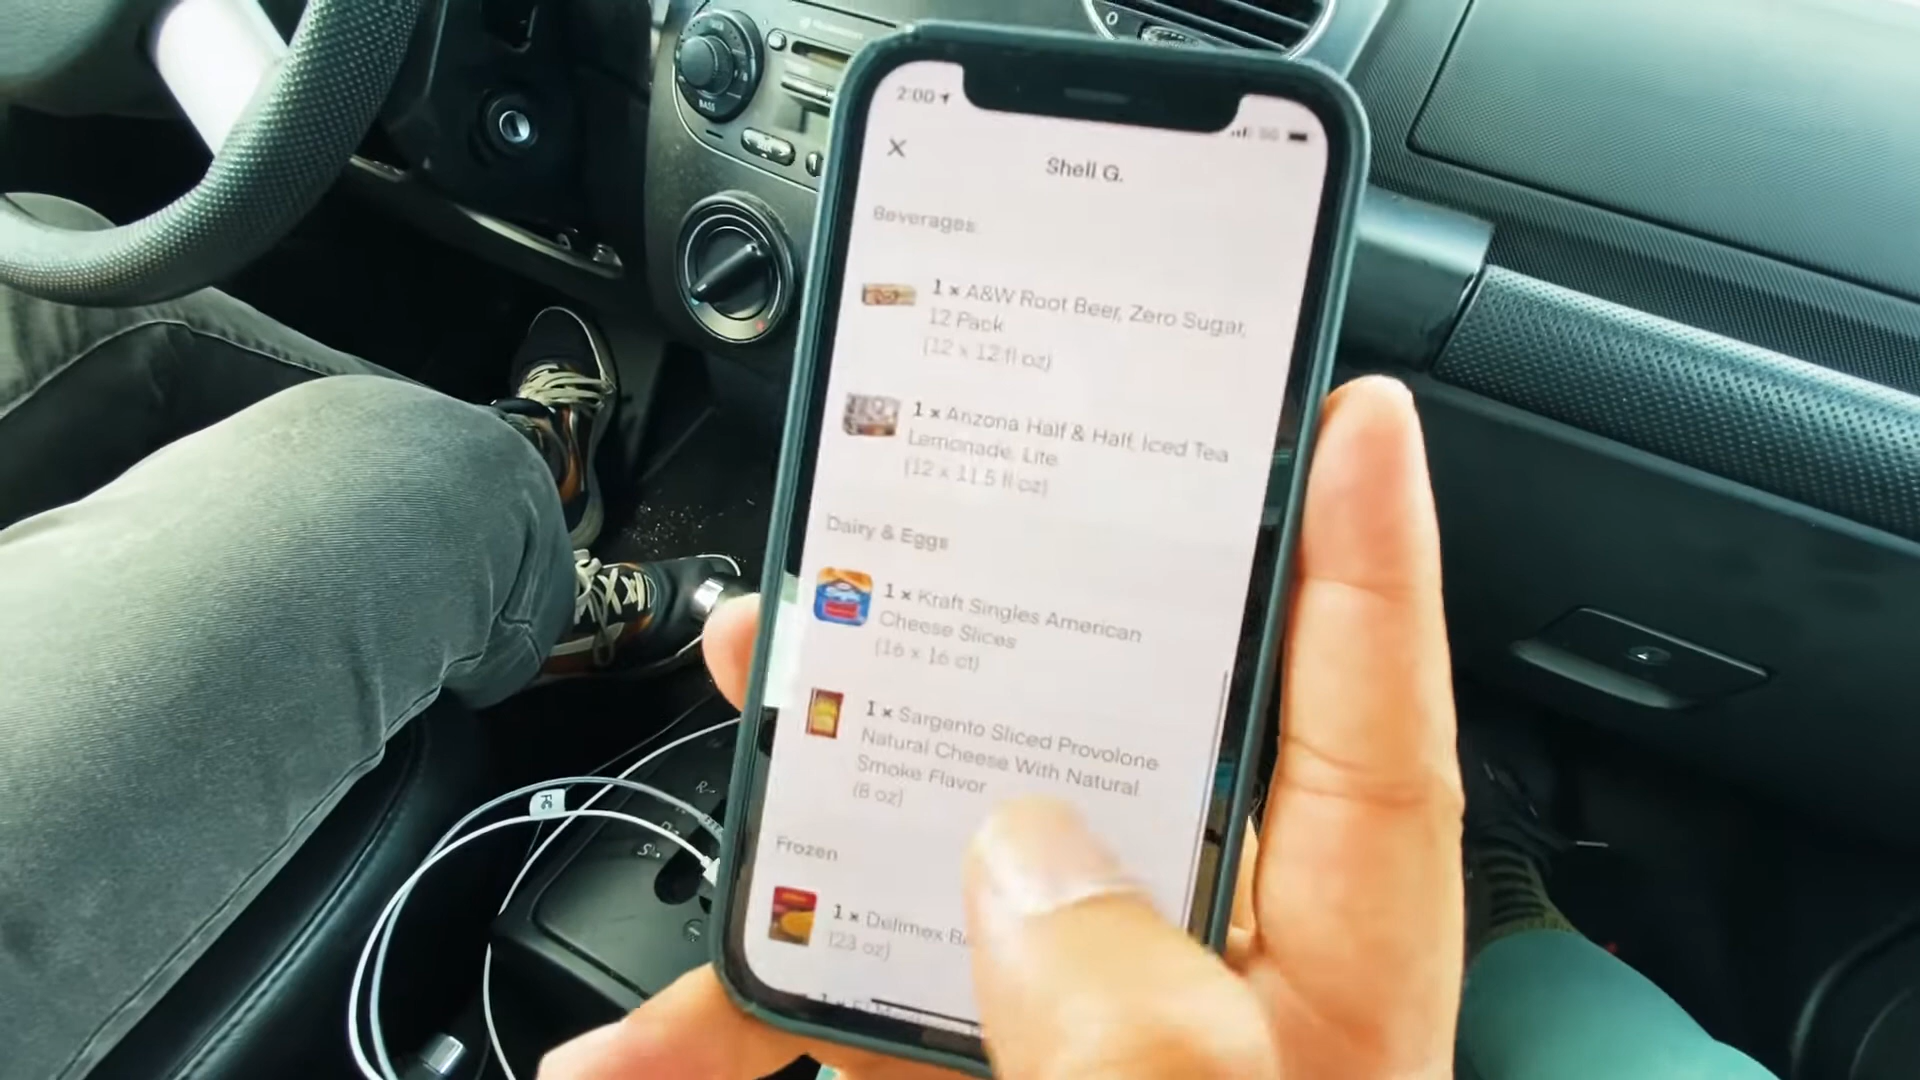 2:00
Shell G.
Beverages
1 × A&W Root Beer, Zero Sugar,
12 Pack
(12 x 12 fl oz)
1 × Arizona Half & Half, Iced Tea
Lemonade, Lite
(12 x 11.5 fl oz)
Dairy & Eggs
1 × Kraft Singles American
Cheese Slices
(16 x 16 ct)
1 × Sargento Sliced Provolone
Natural Cheese With Natural
Smoke Flavor
(8 oz)
Frozen
1 × Delimex
(23 oz)
BASS